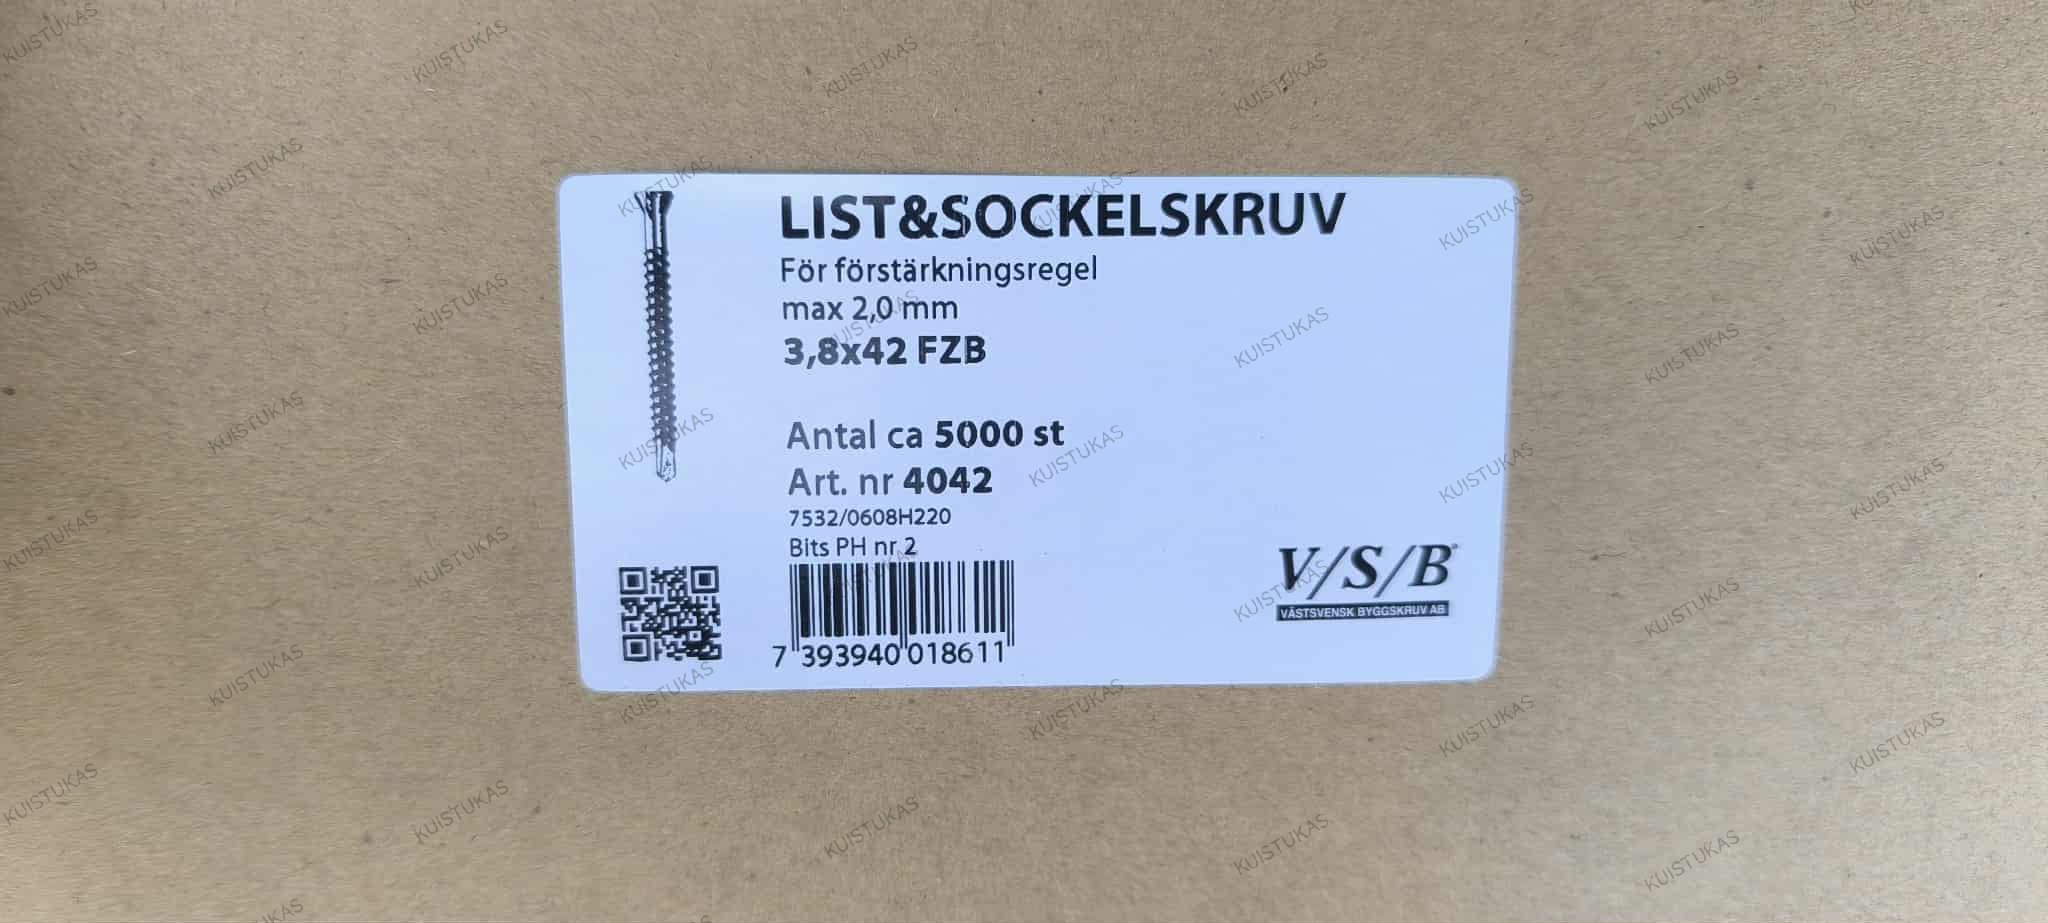 LIST&SOCKELSKRUV
För förstärkningsregel
max 2,0 mm
3,8x42 FZB
Antal ca 5000 st
Art. nr 4042
7532/0608H220
Bits PH nr 2
7 393940 018611
V/S/B
VÄSTSVENSK BYGGSKRUV AB
KUISTUKAS